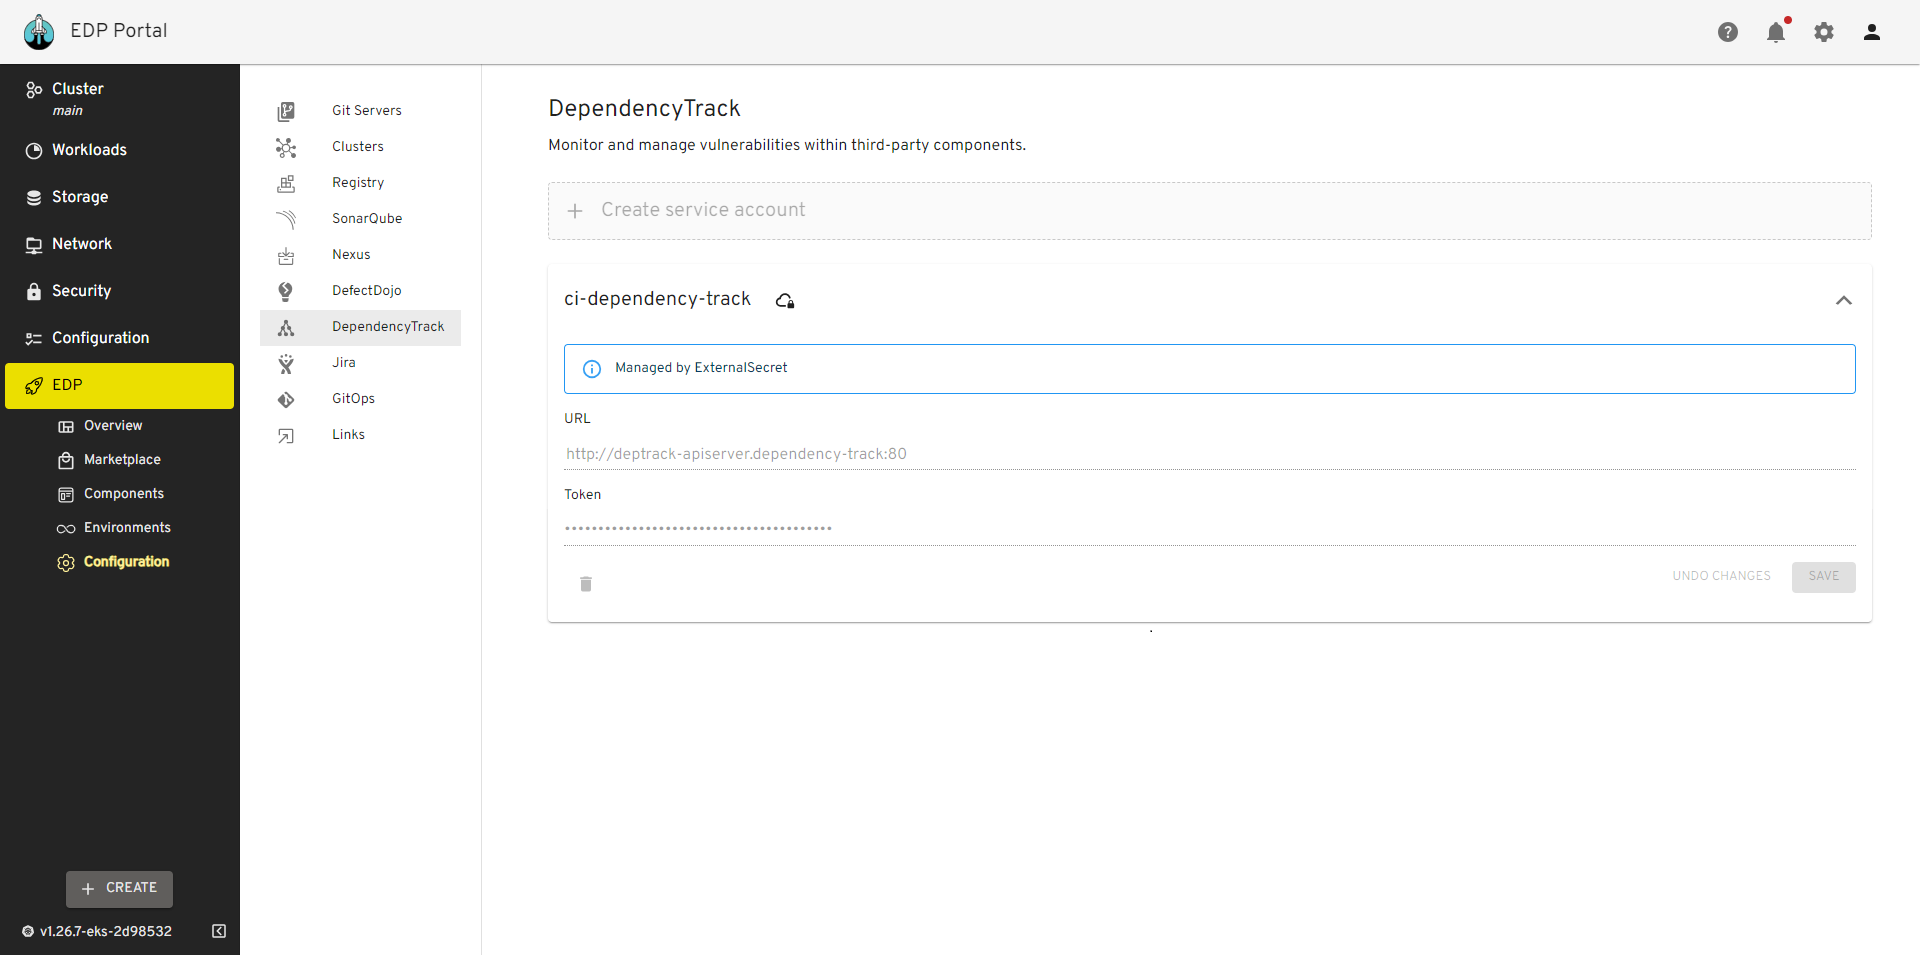 EDP Portal
Cluster
main
Workloads
Storage
Network
Security
Configuration
EDP
Overview
Marketplace
Components
Environments
Configuration
CREATE
v1.26.7-eks-2d98532
Git Servers
Clusters
Registry
SonarQube
Nexus
DefectDojo
DependencyTrack
Jira
GitOps
Links
DependencyTrack
Monitor and manage vulnerabilities within third-party components.
Create service account
ci-dependency-track
Managed by ExternalSecret
URL
http://deptrack-apiserver.dependency-track:80
Token
••••••••••••••••••••••••••••••••••••••••
UNDO CHANGES SAVE
.